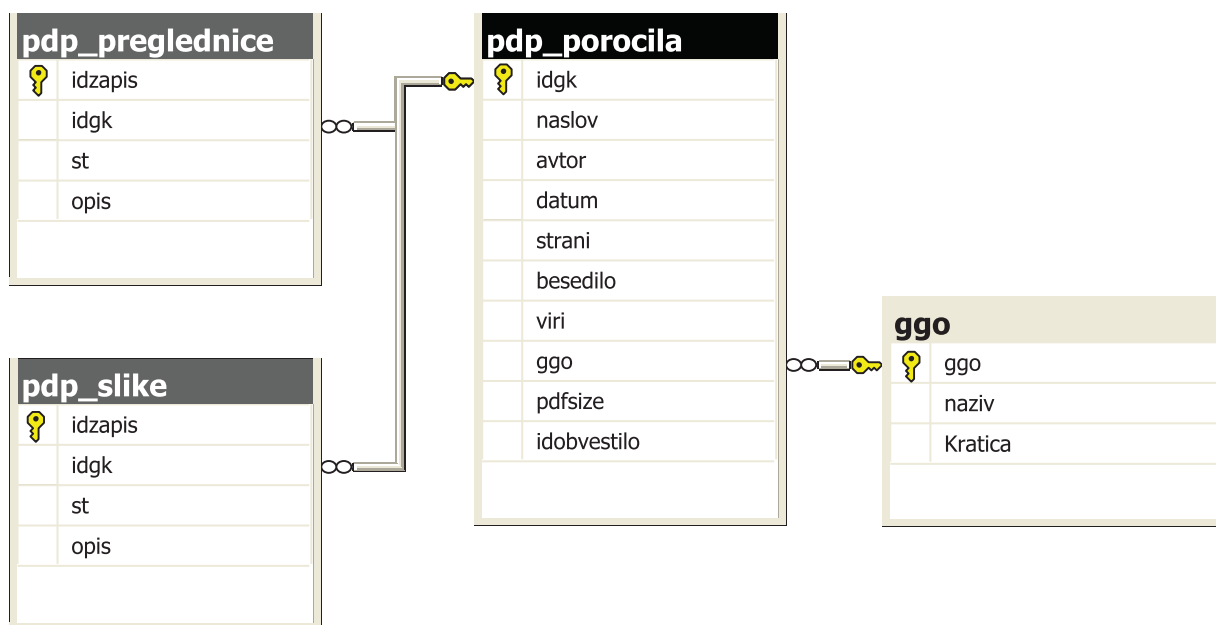 pdp_preglednice
idzapis
idgk
st
opis
pdp_slike
idzapis
idgk
st
opis
pdp_porocila
idgk
naslov
avtor
datum
strani
besedilo
viri
ggo
pdfsize
idobvestilo
ggo
ggo
naziv
Kratica